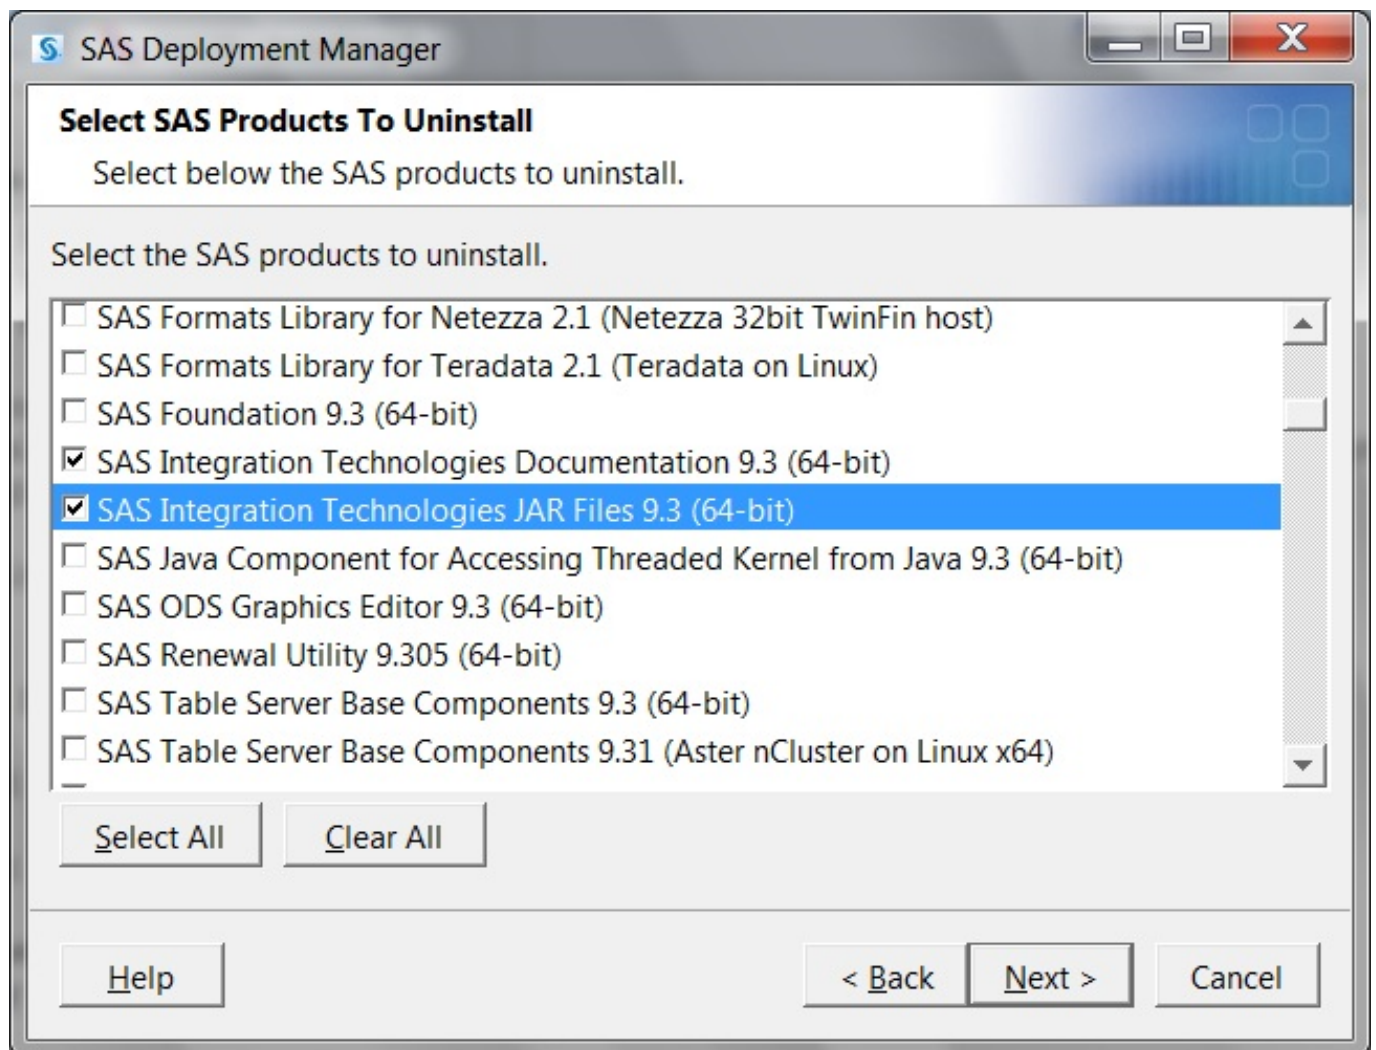 SAS Deployment Manager
Select SAS Products To Uninstall
Select below the SAS products to uninstall.
Select the SAS products to uninstall.
SAS Formats Library for Netezza 2.1 (Netezza 32bit TwinFin host)
SAS Formats Library for Teradata 2.1 (Teradata on Linux)
SAS Foundation 9.3 (64-bit)
SAS Integration Technologies Documentation 9.3 (64-bit)
SAS Integration Technologies JAR Files 9.3 (64-bit)
SAS Java Component for Accessing Threaded Kernel from Java 9.3 (64-bit)
SAS ODS Graphics Editor 9.3 (64-bit)
SAS Renewal Utility 9.305 (64-bit)
SAS Table Server Base Components 9.3 (64-bit)
SAS Table Server Base Components 9.31 (Aster nCluster on Linux x64)
Select All Clear All
Help < Back Next > Cancel